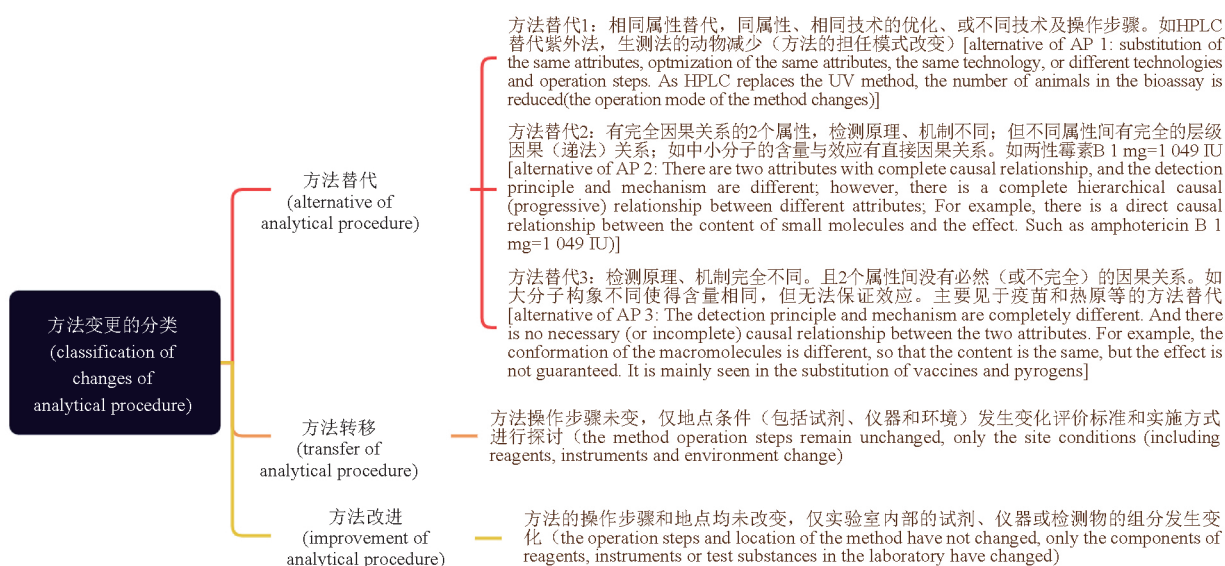 方法变更的分类
(classification of
changes of
analytical procedure)
方法替代
(alternative of
analytical procedure)
方法替代1：相同属性替代，同属性、相同技术的优化、或不同技术及操作步骤。如HPLC
替代紫外法，生测法的动物减少（方法的担任模式改变）[alternative of AP 1: substitution of
the same attributes, optmization of the same attributes, the same technology, or different technologies
and operation steps. As HPLC replaces the UV method, the number of animals in the bioassay is
reduced(the operation mode of the method changes)]
方法替代2：有完全因果关系的2个属性，检测原理、机制不同；但不同属性间有完全的层级
因果（递法）关系；如中小分子的含量与效应有直接因果关系。如两性霉素B 1 mg=1 049 IU
[alternative of AP 2: There are two attributes with complete causal relationship, and the detection
principle and mechanism are different; however, there is a complete hierarchical causal
(progressive) relationship between different attributes; For example, there is a direct causal
relationship between the content of small molecules and the effect. Such as amphotericin B 1
mg=1 049 IU)]
方法替代3：检测原理、机制完全不同。且2个属性间没有必然（或不完全）的因果关系。如
大分子构象不同使得含量相同，但无法保证效应。主要见于疫苗和热原等的方法替代
[alternative of AP 3: The detection principle and mechanism are completely different. And there
is no necessary (or incomplete) causal relationship between the two attributes. For example, the
conformation of the macromolecules is different, so that the content is the same, but the effect is
not guaranteed. It is mainly seen in the substitution of vaccines and pyrogens]
方法转移
(transfer of
analytical procedure)
方法操作步骤未变，仅地点条件（包括试剂、仪器和环境）发生变化评价标准和实施方式
进行探讨（the method operation steps remain unchanged, only the site conditions (including
reagents, instruments and environment change)
方法改进
(improvement of
analytical procedure)
方法的操作步骤和地点均未改变，仅实验室内部的试剂、仪器或检测物的组分发生变
化（the operation steps and location of the method have not changed, only the components of
reagents, instruments or test substances in the laboratory have changed)